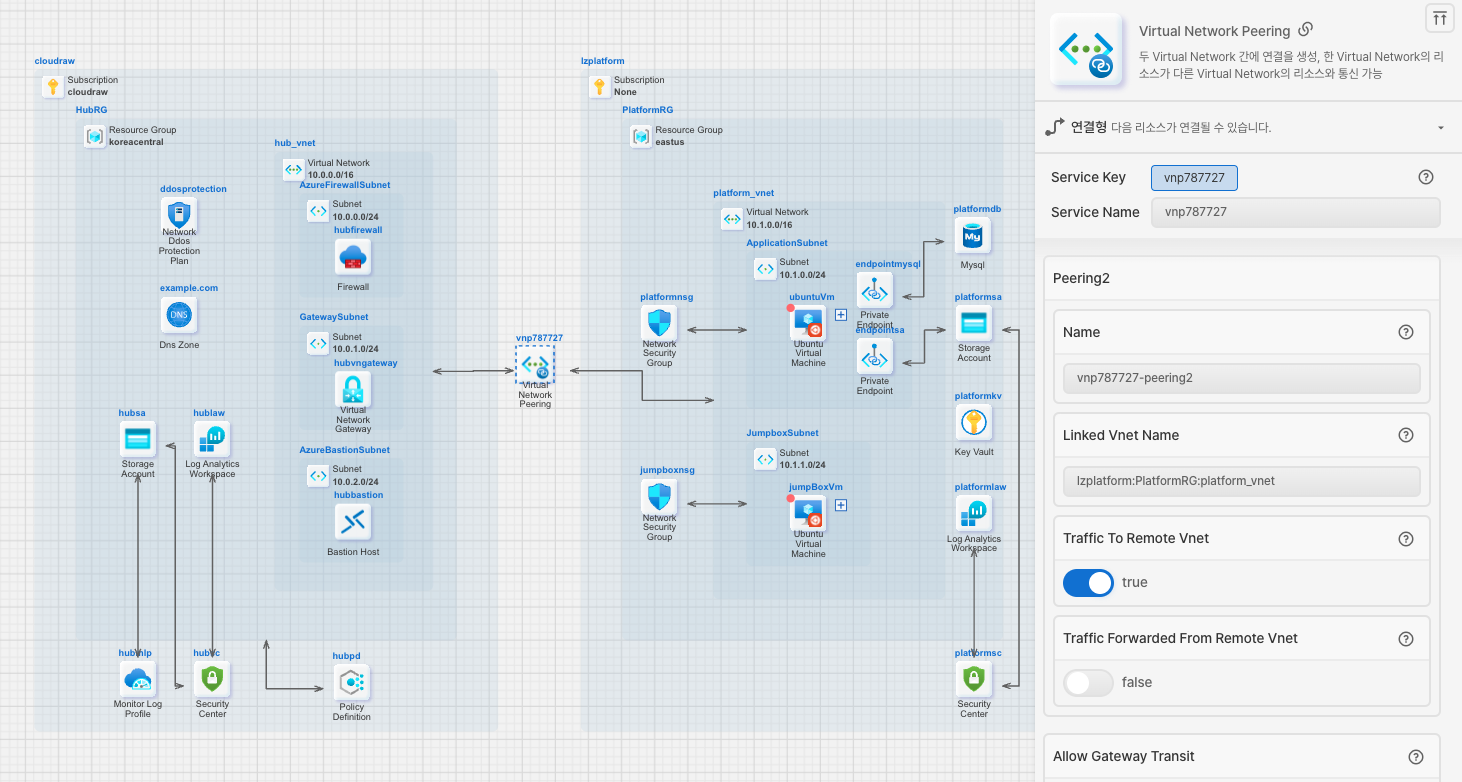 cloudraw
Subscription
cloudraw
HubRG
Resource Group
koreacentral
hub_vnet
Virtual Network
10.0.0.0/16
ddosprotection
Network
Ddos
Protection
Plan
AzureFirewallSubnet
Subnet
10.0.0.0/24
hubfirewall
Firewall
example.com
DNS
Dns Zone
GatewaySubnet
Subnet
10.0.1.0/24
hubvngateway
Virtual
Network
Gateway
hubsa
Storage
Account
hublaw
Log Analytics
Workspace
AzureBastionSubnet
Subnet
10.0.2.0/24
hubbastion
Bastion Host
Monitor Log
Profile
Security
Center
hubpd
Policy
Definition
vnp787727
Virtual
Network
Peering
lzplatform
Subscription
None
PlatformRG
Resource Group
eastus
platform_vnet
Virtual Network
10.1.0.0/16
ApplicationSubnet
Subnet
10.1.0.0/24
platformnsg
Network
Security
Group
ubuntuVm
Ubuntu
Virtual
Machine
endpointmysql
Private
Endpoint
endpointsa
Private
Endpoint
platformdb
My
Mysql
platformsa
Storage
Account
platformkv
Key Vault
JumpboxSubnet
Subnet
10.1.1.0/24
jumpboxnsg
Network
Security
Group
jumpBoxVm
Ubuntu
Virtual
Machine
platformlaw
Log Analytics
Workspace
platformsc
Security
Center
Virtual Network Peering
두 Virtual Network 간에 연결을 생성, 한 Virtual Network의 리
소스가 다른 Virtual Network의 리소스와 통신 가능
연결형 다음 리소스가 연결될 수 있습니다.
Service Key vnp787727
Service Name vnp787727
Peering2
Name
vnp787727-peering2
Linked Vnet Name
lzplatform:PlatformRG:platform_vnet
Traffic To Remote Vnet
true
Traffic Forwarded From Remote Vnet
false
Allow Gateway Transit